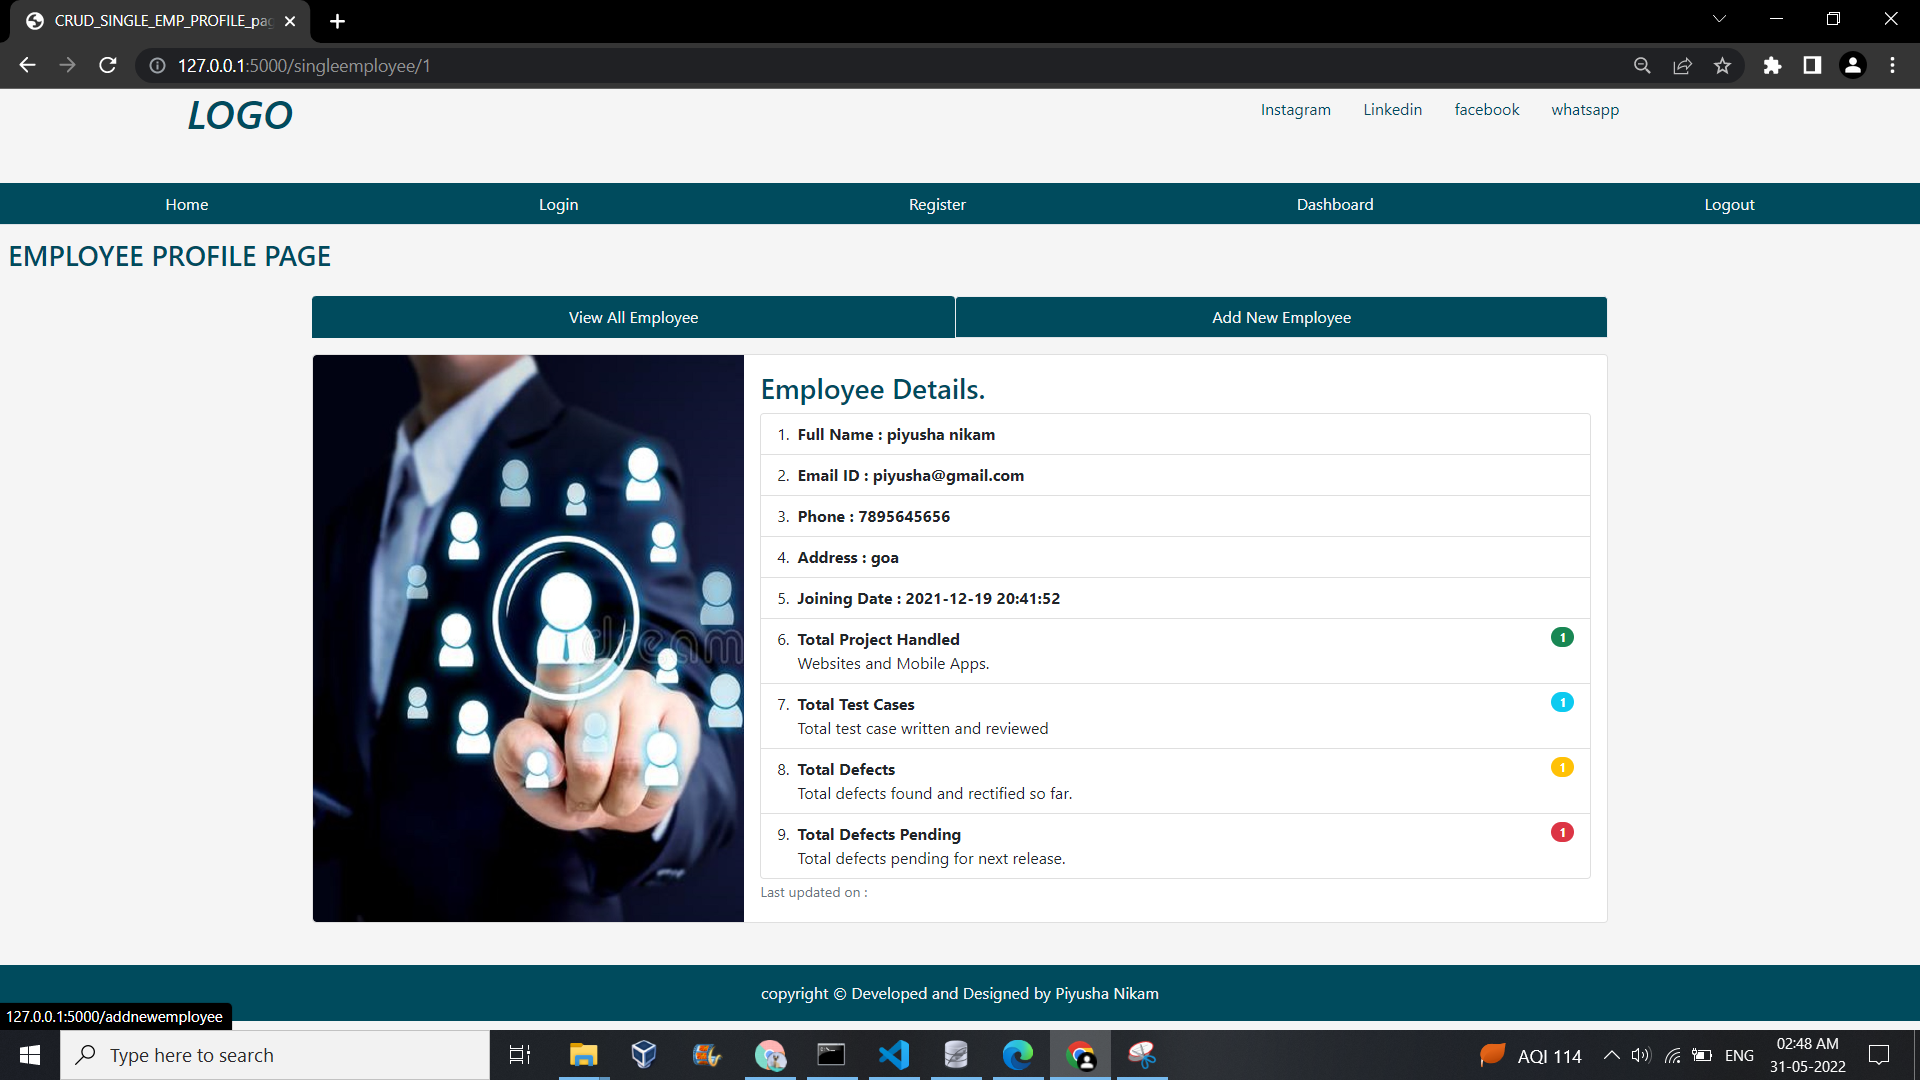 CRUD_SINGLE_EMP_PROFILE_pag
127.0.0.1:5000/singleemployee/1
LOGO
Instagram Linkedin facebook whatsapp
Home Login Register Dashboard Logout
EMPLOYEE PROFILE PAGE
View All Employee Add New Employee
dream
Employee Details.
1. Full Name : piyusha nikam
2. Email ID : piyusha@gmail.com
3. Phone : 7895645656
4. Address : goa
5. Joining Date : 2021-12-19 20:41:52
6. Total Project Handled 1
Websites and Mobile Apps.
7. Total Test Cases 1
Total test case written and reviewed
8. Total Defects 1
Total defects found and rectified so far.
9. Total Defects Pending 1
Total defects pending for next release.
Last updated on :
copyright © Developed and Designed by Piyusha Nikam
127.0.0.1:5000/addnewemployee
Type here to search
AQI 114
ENG
02:48 AM
31-05-2022